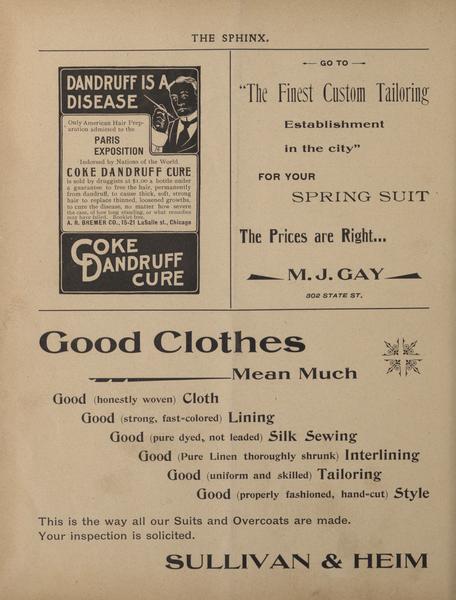 THE SPHINX.
DANDRUFF IS A
DISEASE
Only American Hair Prep-
aration admitted to the
PARIS
EXPOSITION
Indorsed by Nations of the World
COKE DANDRUFF CURE
is sold by druggists at $1.00 a bottle under
a guarantee to free the hair, permanently
from dandruff, to cause thick, soft, strong
hair to replace thinned, loosened growths,
to cure the disease, no matter how severe
the case, of how long standing, or what remedies
may have failed. Booklet free.
A. R. BREMER CO., 15-21 LaSalle st., Chicago
COKE
DANDRUFF
CURE
GO TO
"The Finest Custom Tailoring
Establishment
in the city"
FOR YOUR
SPRING SUIT
The Prices are Right...
M. J. GAY
302 STATE ST.
Good Clothes
Mean Much
Good (honestly woven) Cloth
Good (strong, fast-colored) Lining
Good (pure dyed, not leaded) Silk Sewing
Good (Pure Linen thoroughly shrunk) Interlining
Good (uniform and skilled) Tailoring
Good (properly fashioned, hand-cut) Style
This is the way all our Suits and Overcoats are made.
Your inspection is solicited.
SULLIVAN & HEIM